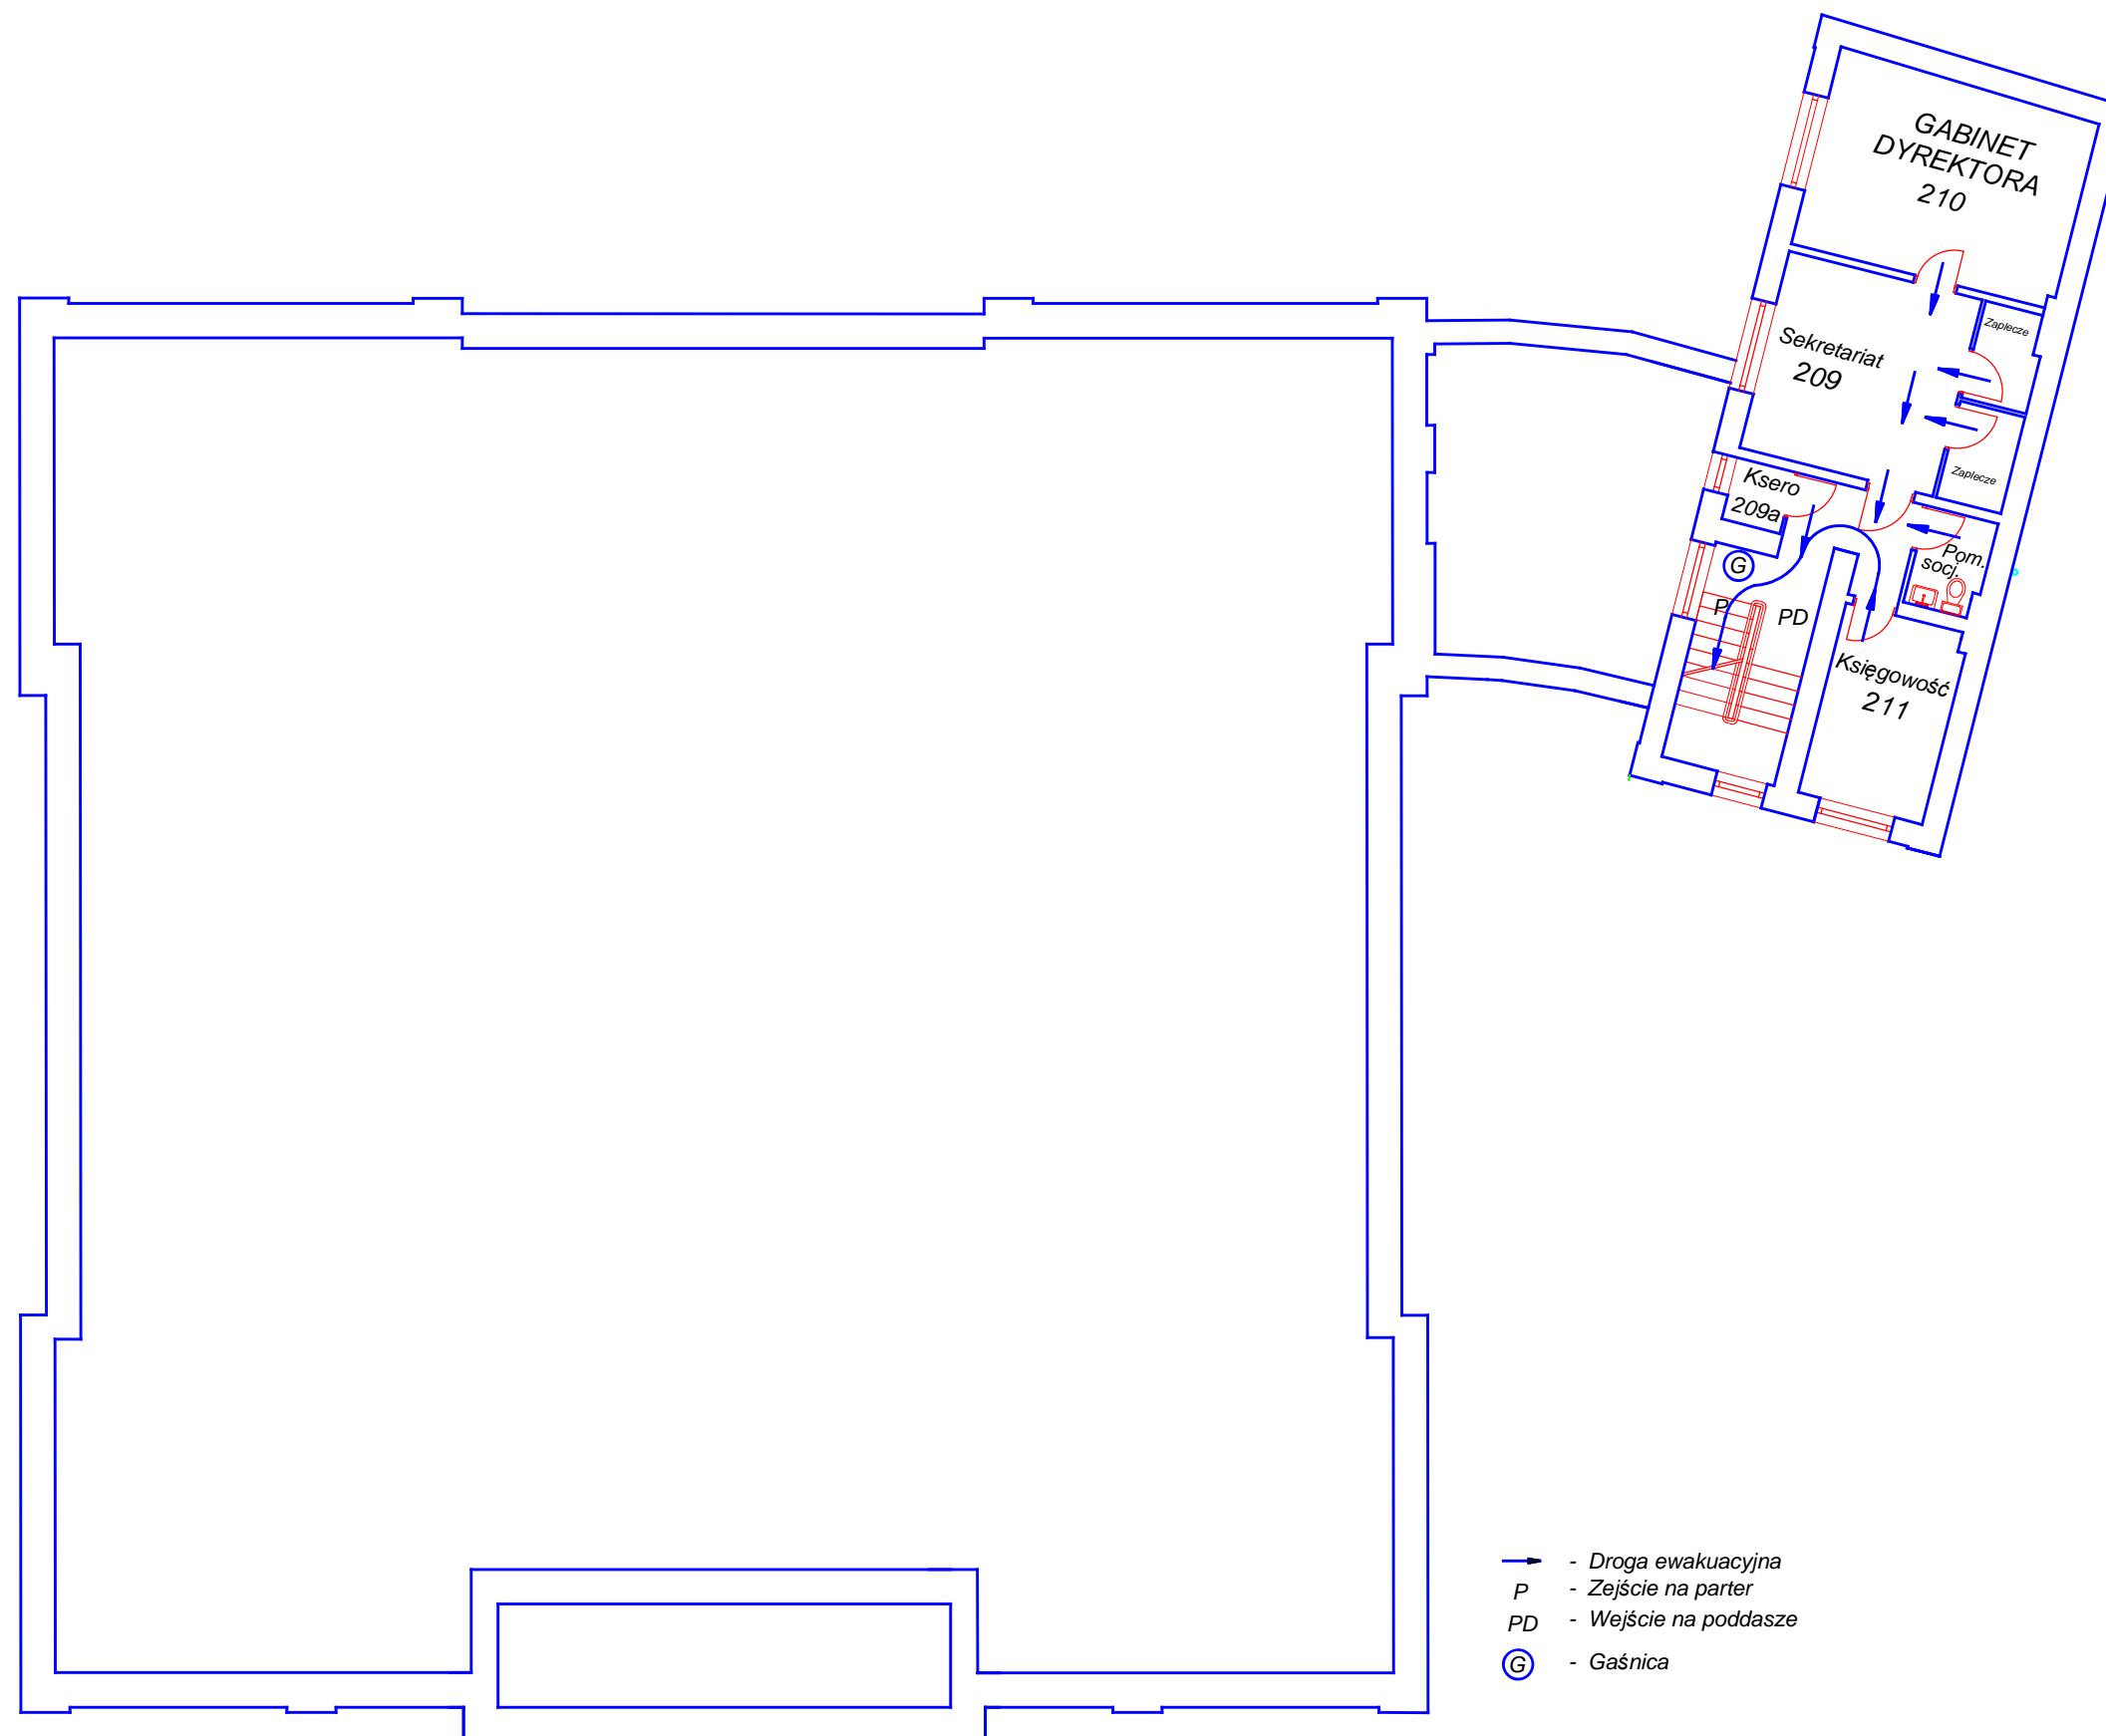 GABINET
DYREKTORA
210
Zaplecze
Sekretariat
209
Zaplecze
Ksero
209a
Pom.
socj.
G
P
PD
Księgowość
211
- Droga ewakuacyjna
P - Zejście na parter
PD - Wejście na poddasze
G - Gaśnica